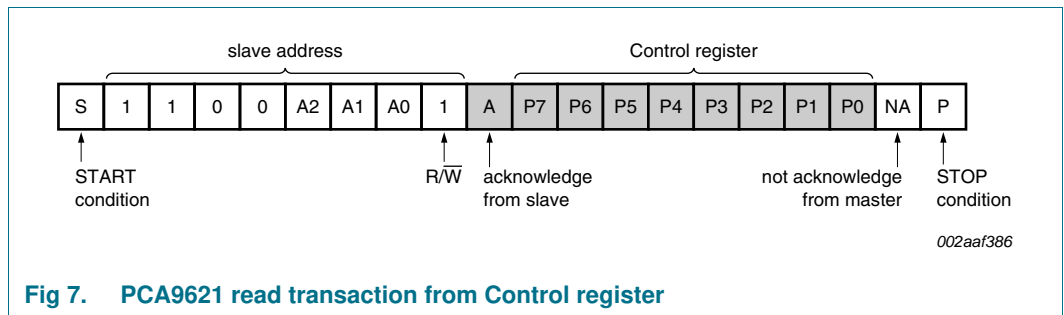 slave address Control register
S 1 1 0 0 A2 A1 A0 1 A P7 P6 P5 P4 P3 P2 P1 P0 NA P
START condition
R/W̅
acknowledge from slave
not acknowledge from master
STOP condition
002aaf386
Fig 7. PCA9621 read transaction from Control register